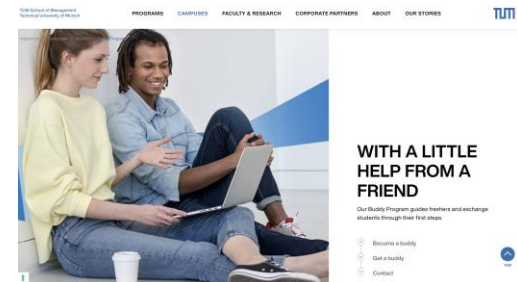 TUM School of Management
Technical University of Munich
PROGRAMS CAMPUSES FACULTY & RESEARCH CORPORATE PARTNERS ABOUT OUR STORIES
TUM
WITH A LITTLE
HELP FROM A
FRIEND
Our Buddy Program guides freshers and exchange
students through their first steps.
Become a buddy
Get a buddy
Contact
TOP